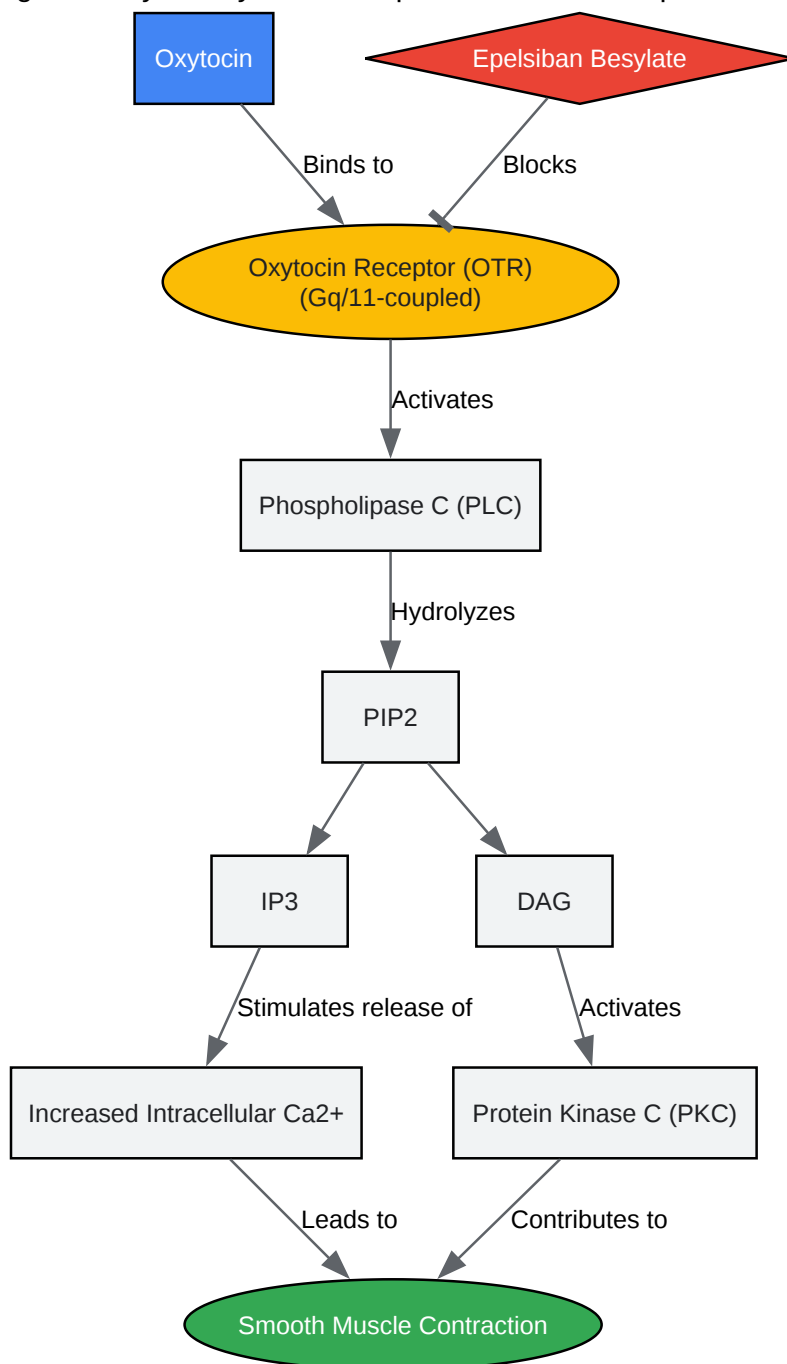 Oxytocin
Epelsiban Besylate
Binds to
Blocks
Oxytocin Receptor (OTR)
(Gq/11-coupled)
Activates
Phospholipase C (PLC)
Hydrolyzes
PIP2
IP3
DAG
Stimulates release of
Activates
Increased Intracellular Ca2+
Protein Kinase C (PKC)
Leads to
Contributes to
Smooth Muscle Contraction